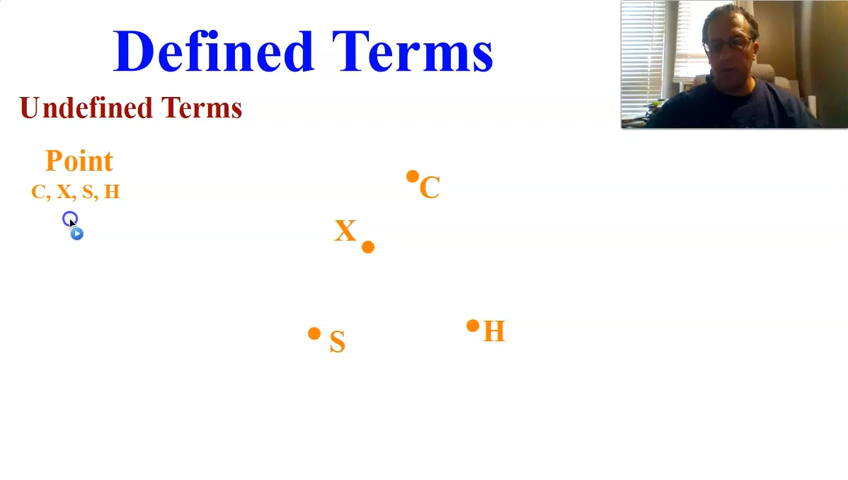 Defined Terms
Undefined Terms
Point
C, X, S, H
C
X
S
H